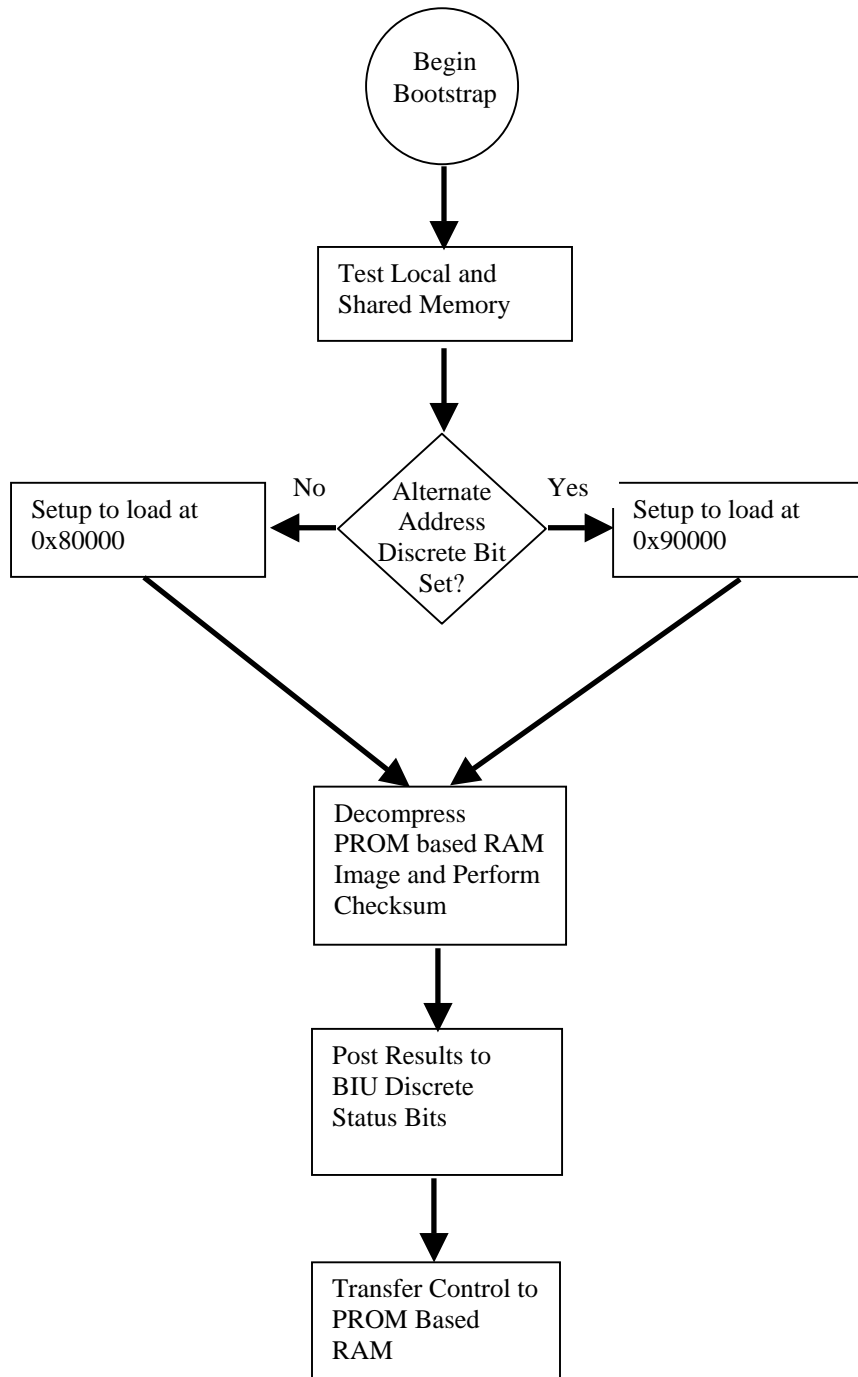 Begin
Bootstrap
Test Local and
Shared Memory
No
Yes
Setup to load at
0x80000
Alternate
Address
Discrete Bit
Set?
Setup to load at
0x90000
Decompress
PROM based RAM
Image and Perform
Checksum
Post Results to
BIU Discrete
Status Bits
Transfer Control to
PROM Based
RAM